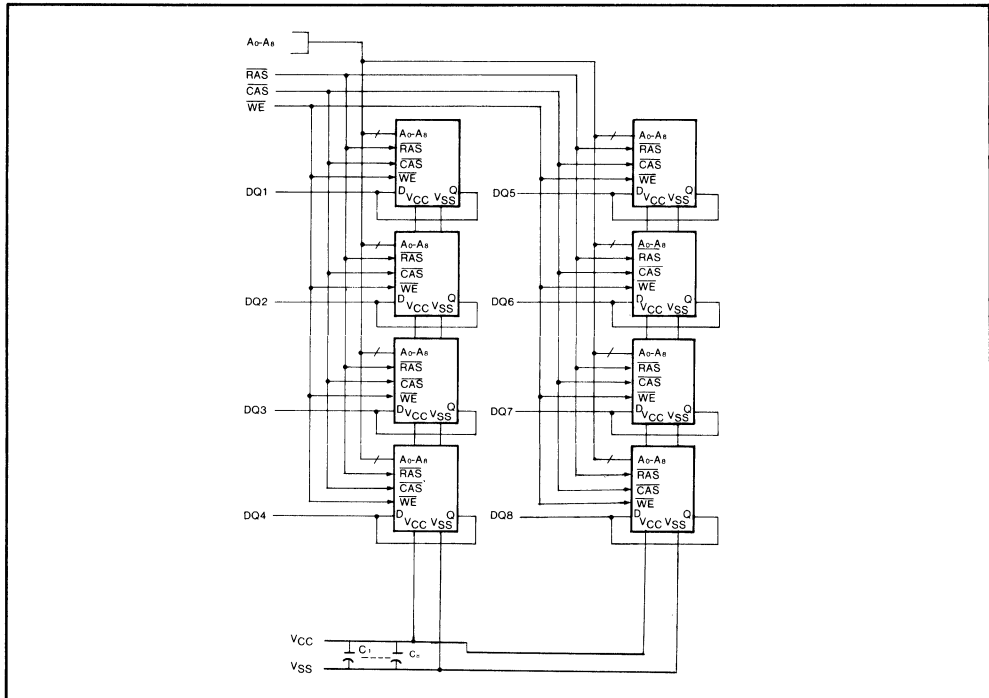 A0-A8
RAS
CAS
WE
A0-A8
RAS
CAS
WE
DQ1
D
VCC
VSS
Q
A0-A8
RAS
CAS
WE
DQ2
D
VCC
VSS
Q
A0-A8
RAS
CAS
WE
DQ3
D
VCC
VSS
Q
A0-A8
RAS
CAS
WE
DQ4
D
VCC
VSS
Q
A0-A8
RAS
CAS
WE
DQ5
D
VCC
VSS
Q
A0-A8
RAS
CAS
WE
DQ6
D
VCC
VSS
Q
A0-A8
RAS
CAS
WE
DQ7
D
VCC
VSS
Q
A0-A8
RAS
CAS
WE
DQ8
D
VCC
VSS
Q
VCC
C1
Cn
VSS